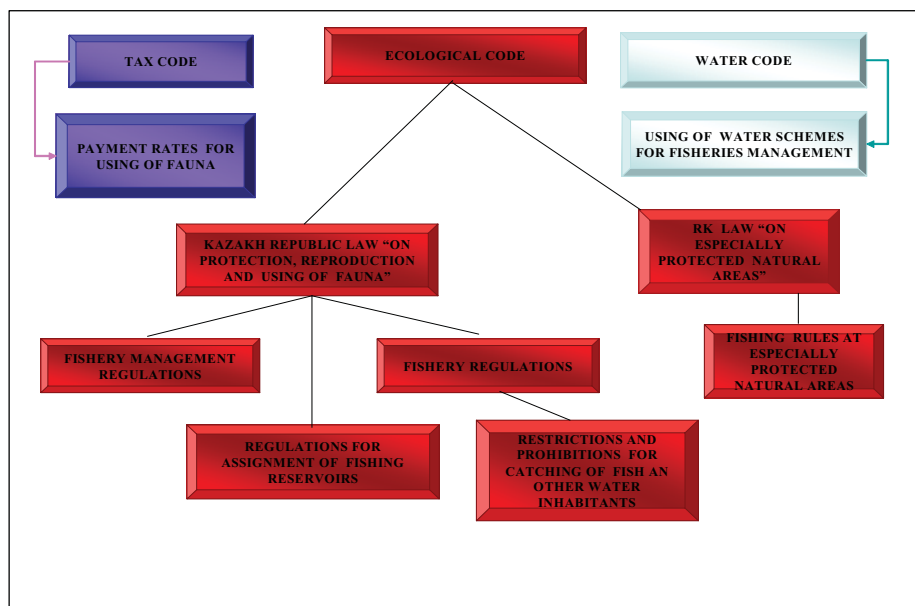 TAX CODE
ECOLOGICAL CODE
WATER CODE
PAYMENT RATES FOR
USING OF FAUNA
USING OF WATER SCHEMES
FOR FISHERIES MANAGEMENT
KAZAKH REPUBLIC LAW “ON
PROTECTION, REPRODUCTION
AND USING OF FAUNA”
RK LAW “ON
ESPECIALLY
PROTECTED NATURAL
AREAS”
FISHERY MANAGEMENT
REGULATIONS
FISHERY REGULATIONS
FISHING RULES AT
ESPECIALLY
PROTECTED
NATURAL AREAS
REGULATIONS FOR
ASSIGNMENT OF FISHING
RESERVOIRS
RESTRICTIONS AND
PROHIBITIONS FOR
CATCHING OF FISH AN
OTHER WATER
INHABITANTS